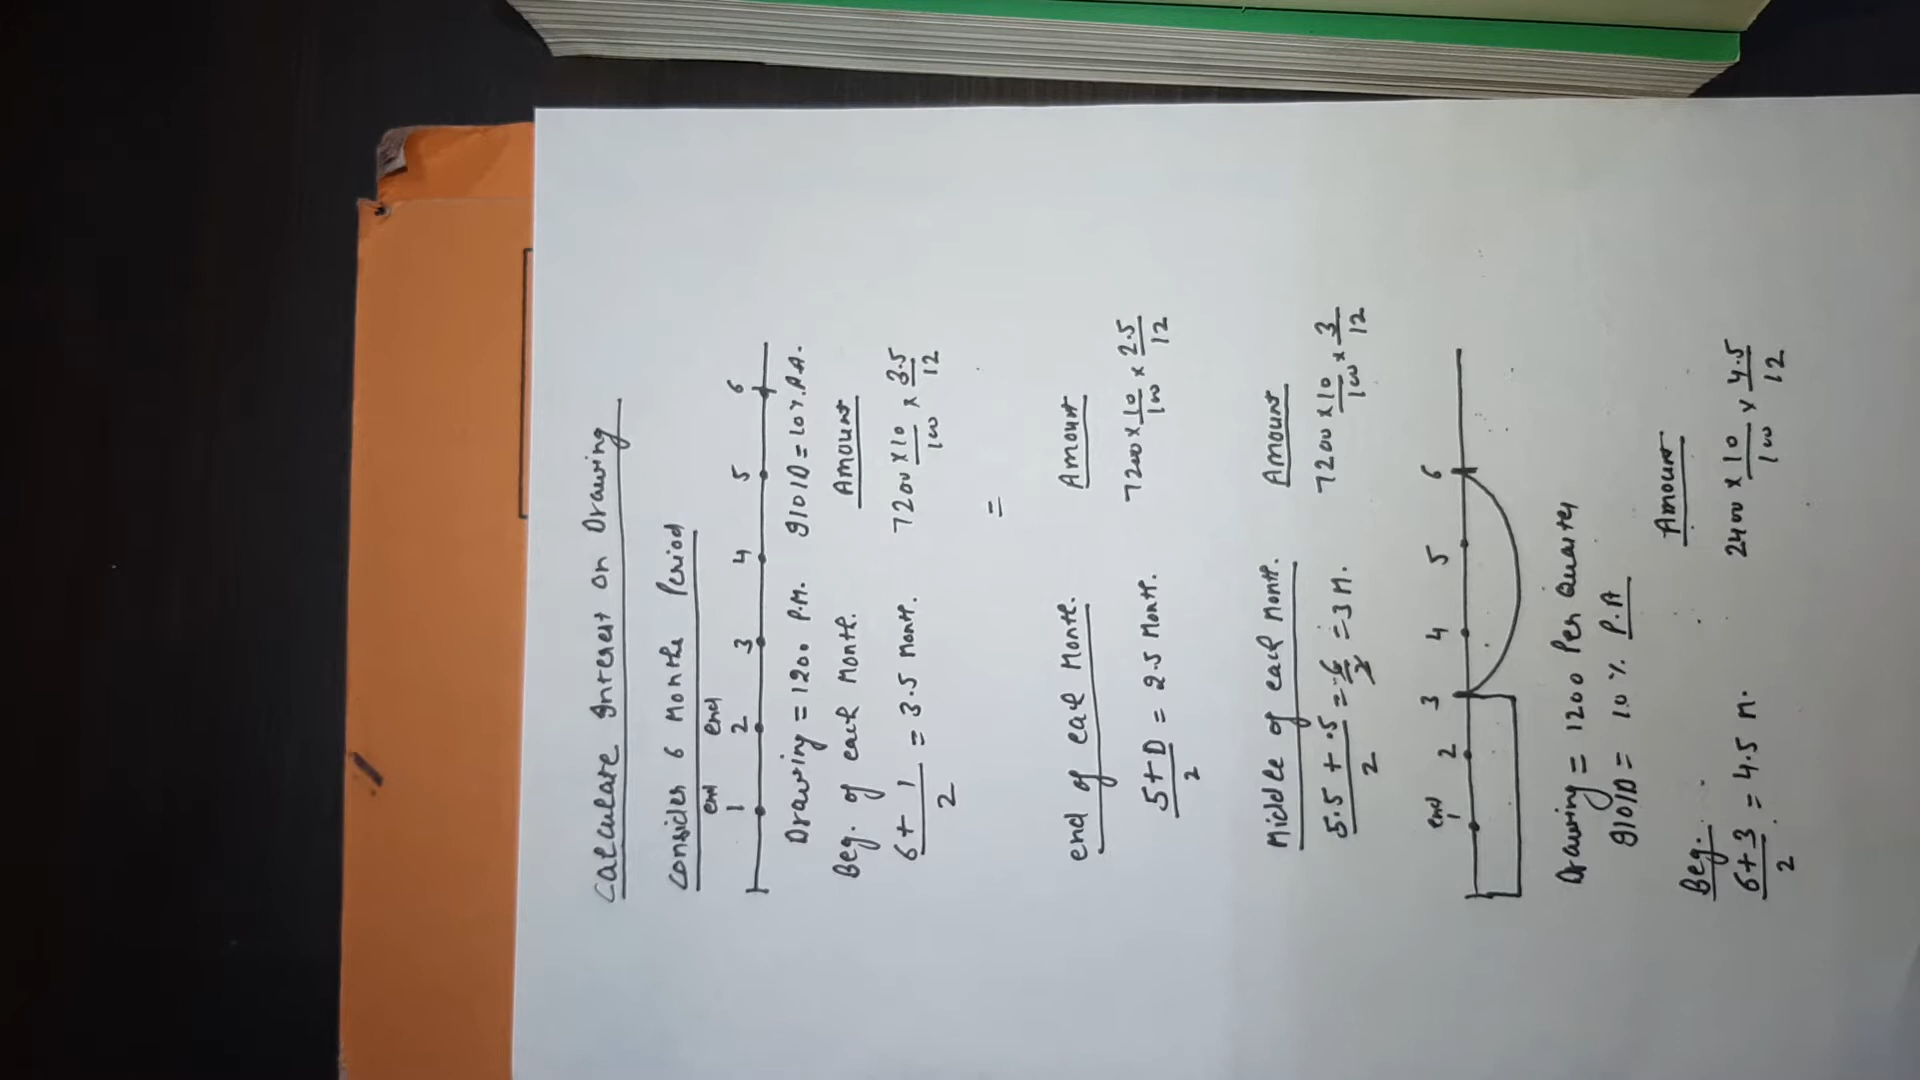 Calculate Interest on Drawing
Consider 6 Months Period
end end
1 2 3 4 5 6
Drawing = 1200 P.M. IOID = 10% P.A.
Beg. of each Month. Amount
6+1/2 = 3.5 Month. 7200 × 10/100 × 3.5/12
=
end of each Month. Amount
5+0/2 = 2.5 Month. 7200 × 10/100 × 2.5/12
Middle of each Month. Amount
5.5 + .5/2 = 6/2 = 3 M. 7200 × 10/100 × 3/12
end
1 2 3 4 5 6
Drawing = 1200 Per Quarter
IOID = 10% P.A
Beg. Amount
6+3/2 = 4.5 M. 2400 × 10/100 × 4.5/12